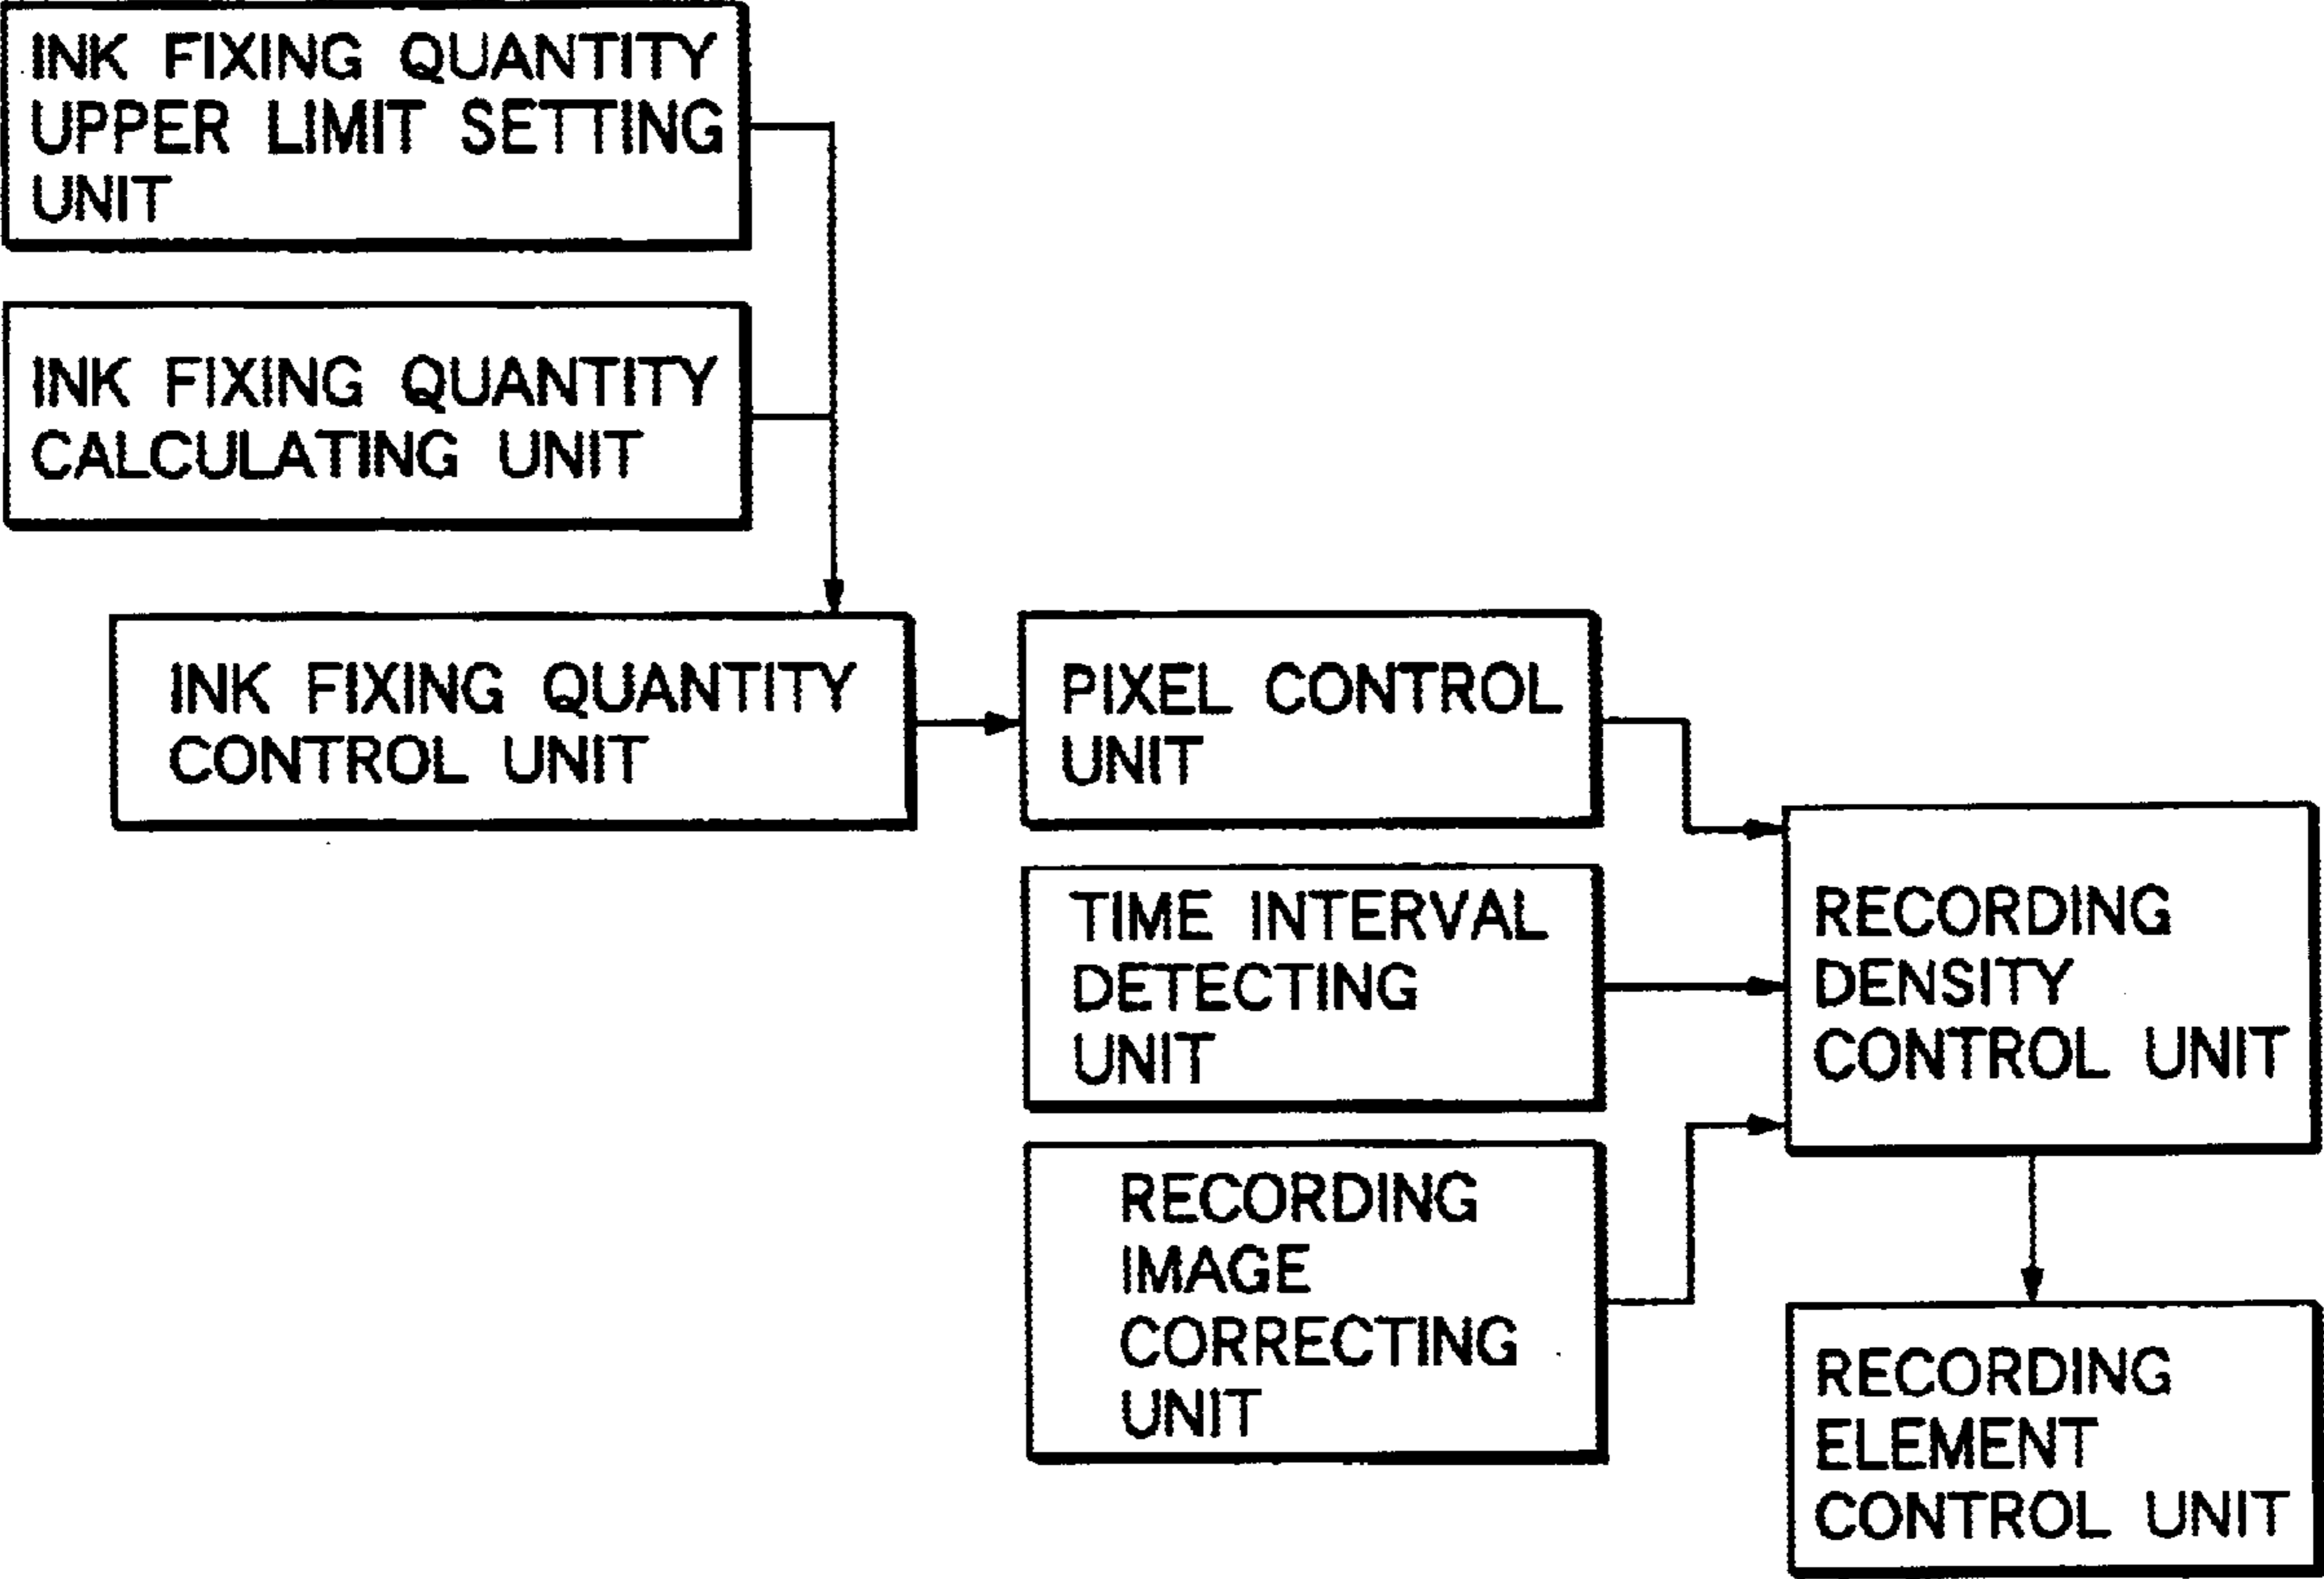 INK FIXING QUANTITY
UPPER LIMIT SETTING
UNIT
INK FIXING QUANTITY
CALCULATING UNIT
INK FIXING QUANTITY
CONTROL UNIT
PIXEL CONTROL
UNIT
TIME INTERVAL
DETECTING
UNIT
RECORDING
IMAGE
CORRECTING
UNIT
RECORDING
DENSITY
CONTROL UNIT
RECORDING
ELEMENT
CONTROL UNIT